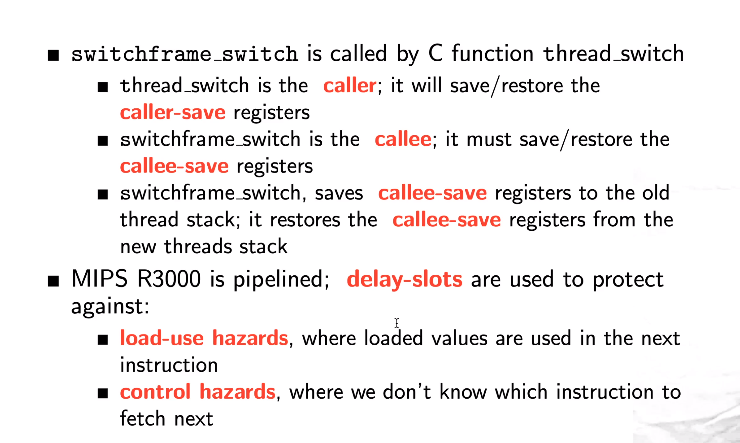 ■ switchframe_switch is called by C function thread_switch
■ thread_switch is the caller; it will save/restore the
caller-save registers
■ switchframe_switch is the callee; it must save/restore the
callee-save registers
■ switchframe_switch, saves callee-save registers to the old
thread stack; it restores the callee-save registers from the
new threads stack
■ MIPS R3000 is pipelined; delay-slots are used to protect
against:
■ load-use hazards, where loaded values are used in the next
instruction
■ control hazards, where we don't know which instruction to
fetch next